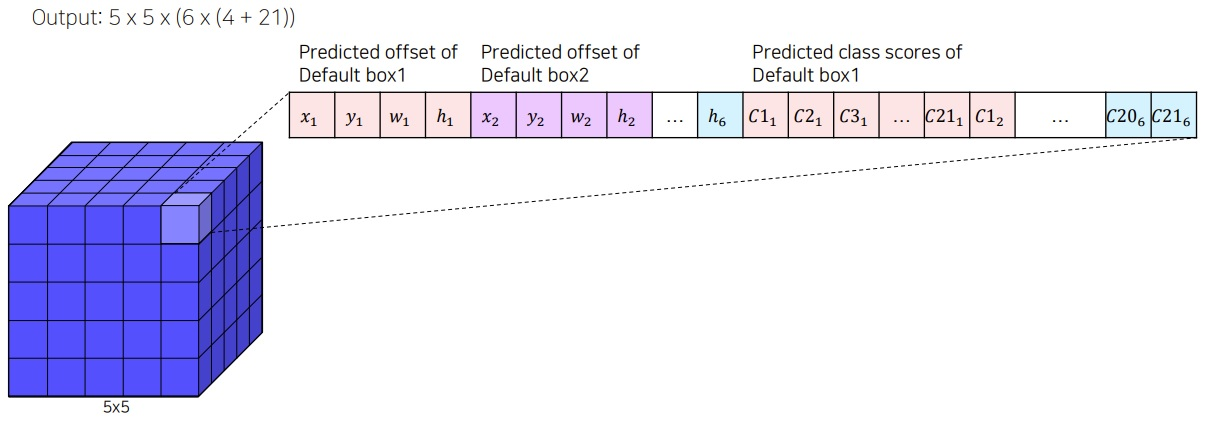 Output: 5 x 5 x (6 x (4 + 21))
Predicted offset of
Default box1
Predicted offset of
Default box2
Predicted class scores of
Default box1
x₁ y₁ w₁ h₁ x₂ y₂ w₂ h₂ ... h₆ C1₁ C2₁ C3₁ ... C21₁ C1₂ ... C20₆ C21₆
5x5